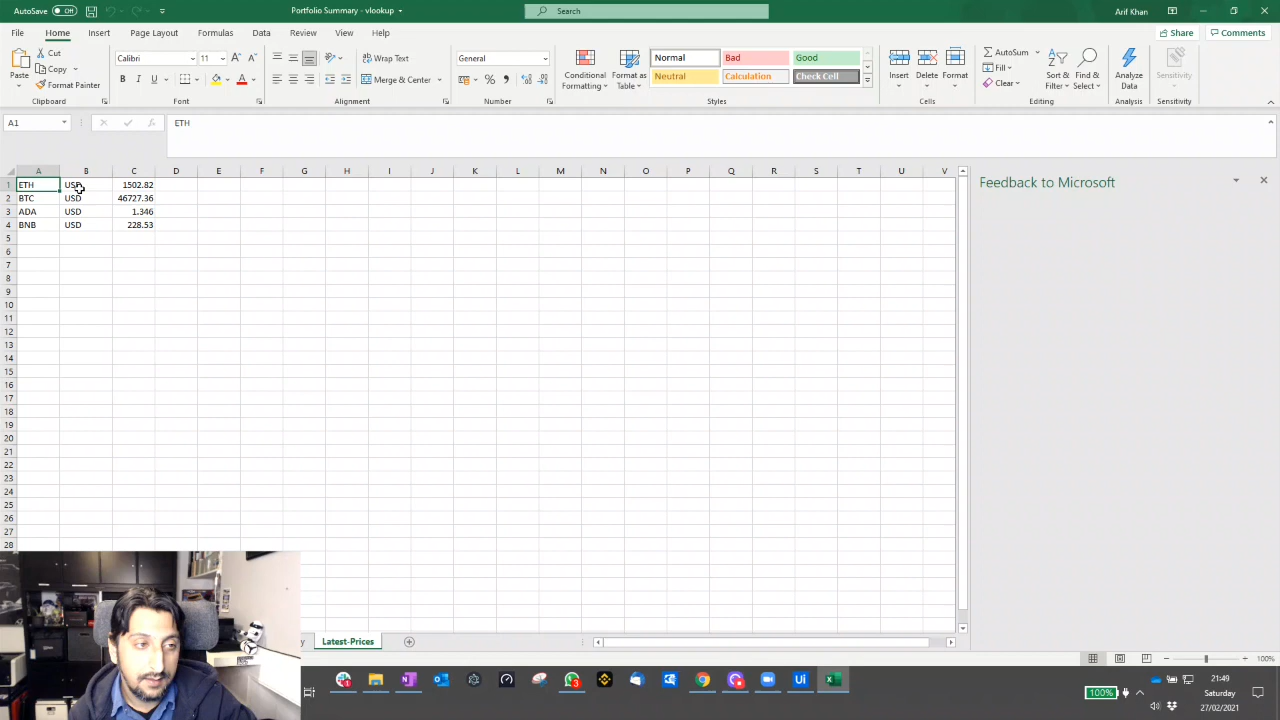 AutoSave Off Portfolio Summary - vlookup Search Arif Khan
File Home Insert Page Layout Formulas Data Review View Help Share Comments
Paste Cut Copy Format Painter Clipboard
Calibri 11 A A B I U A Font
Wrap Text Merge & Center Alignment
General % Number
Conditional Formatting Format as Table
Normal Bad Good
Neutral Calculation Check Cell
Styles
Insert Delete Format Cells
AutoSum Fill Clear Sort & Filter Find & Select Editing
Analyze Data Analysis
Sensitivity Sensitivity
A1 fx ETH
A B C D E F G H I J K L M N O P Q R S T U V
Feedback to Microsoft
1 ETH USD 1502.82
2 BTC USD 46727.36
3 ADA USD 1.346
4 BNB USD 228.53
5
6
7
8
9
10
11
12
13
14
15
16
17
18
19
20
21
22
23
24
25
26
27
28
Latest-Prices
100%
3 Ui 100% 21:49
Saturday
27/02/2021